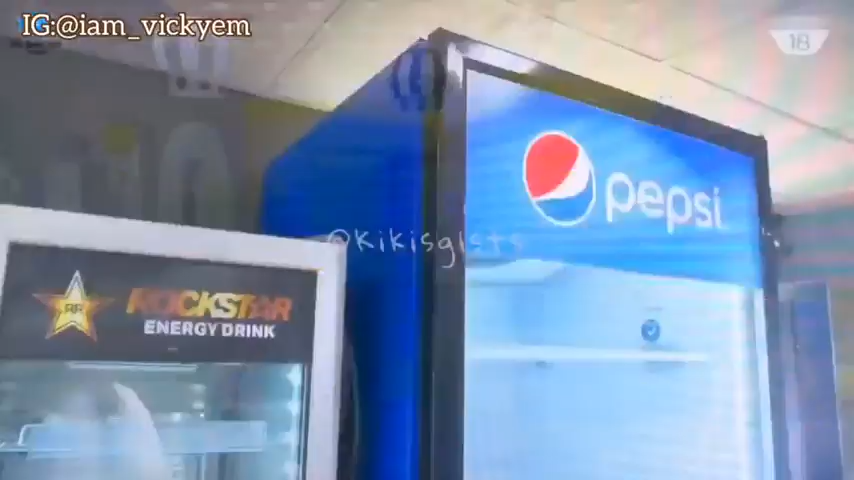 IG:@iam_vickyem
18
pepsi
@kikisgists
ROCKSTAR
ENERGY DRINK